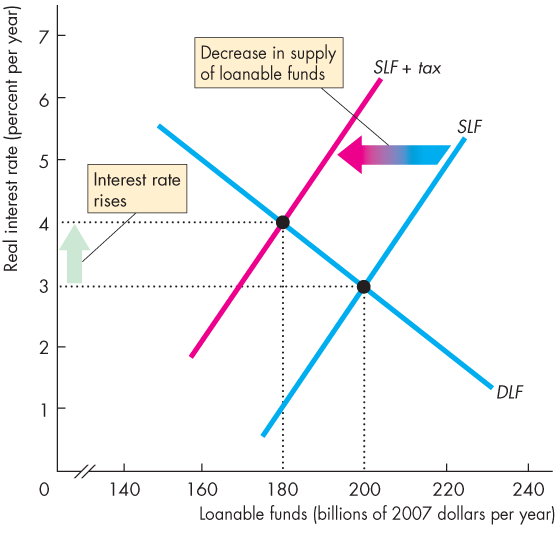 Real interest rate (percent per year)
7
6
5
4
3
2
1
0
Decrease in supply
of loanable funds
SLF + tax
SLF
Interest rate
rises
DLF
140
160
180
200
220
240
Loanable funds (billions of 2007 dollars per year)